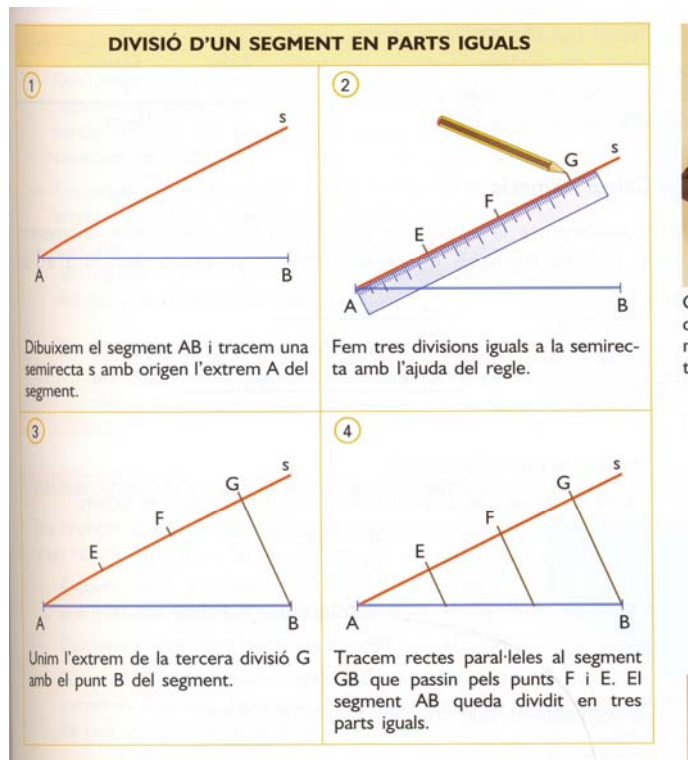 DIVISIÓ D'UN SEGMENT EN PARTS IGUALS
1
s
A
B
Dibuixem el segment AB i tracem una
semirecta s amb origen l'extrem A del
segment.
2
s
G
F
E
A
B
Fem tres divisions iguals a la semirec-
ta amb l'ajuda del regle.
3
s
G
F
E
A
B
Unim l'extrem de la tercera divisió G
amb el punt B del segment.
4
s
G
F
E
A
B
Tracem rectes paral·leles al segment
GB que passin pels punts F i E. El
segment AB queda dividit en tres
parts iguals.